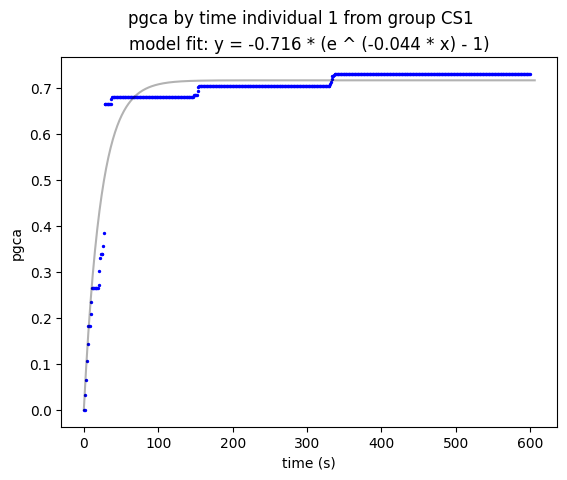 pgca by time individual 1 from group CS1
model fit: y = -0.716 * (e ^ (-0.044 * x) - 1)
0.7
0.6
0.5
0.4
0.3
0.2
0.1
0.0
pgca
0 100 200 300 400 500 600
time (s)